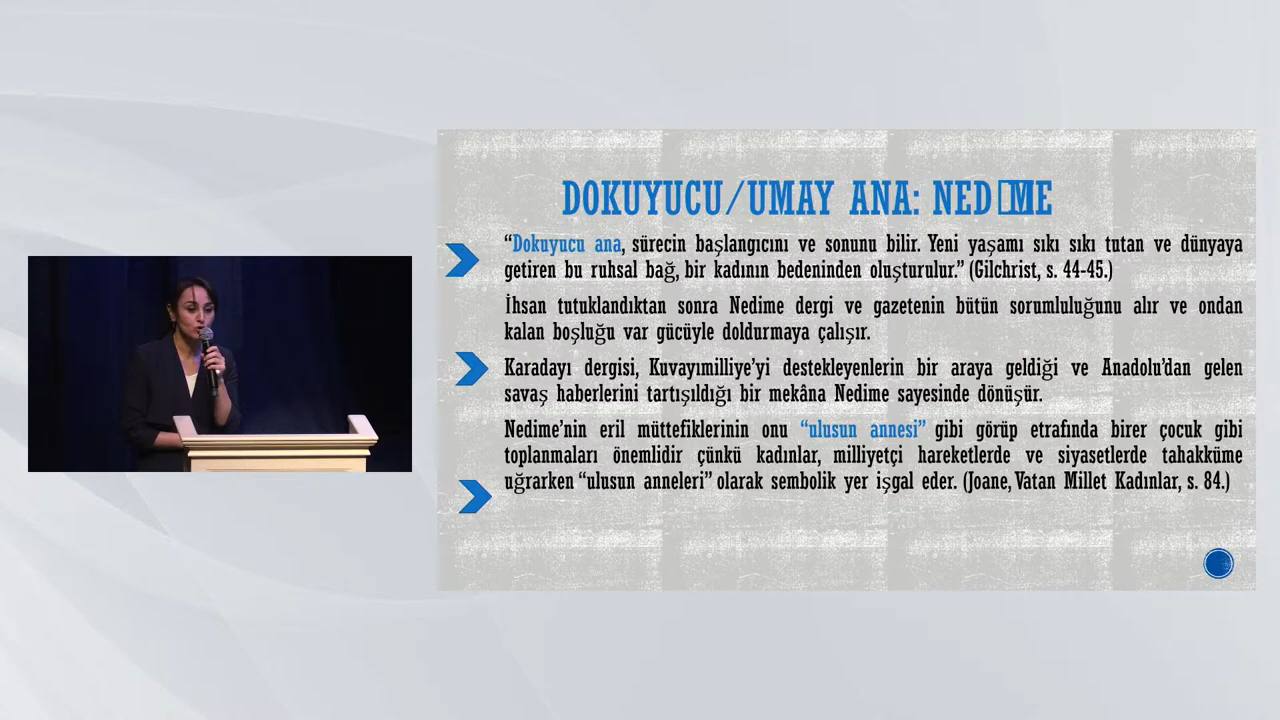 DOKUYUCU/UMAY ANA: NED▯ME
“Dokuyucu ana, sürecin başlangıcını ve sonunu bilir. Yeni yaşamı sıkı sıkı tutan ve dünyaya
getiren bu ruhsal bağ, bir kadının bedeninden oluşturulur.” (Gilchrist, s. 44-45.)
İhsan tutuklandıktan sonra Nedime dergi ve gazetenin bütün sorumluluğunu alır ve ondan
kalan boşluğu var gücüyle doldurmaya çalışır.
Karadayı dergisi, Kuvayımilliye’yi destekleyenlerin bir araya geldiği ve Anadolu’dan gelen
savaş haberlerini tartışıldığı bir mekâna Nedime sayesinde dönüşür.
Nedime’nin eril müttefiklerinin onu “ulusun annesi” gibi görüp etrafında birer çocuk gibi
toplanmaları önemlidir çünkü kadınlar, milliyetçi hareketlerde ve siyasetlerde tahakküme
uğrarken “ulusun anneleri” olarak sembolik yer işgal eder. (Joane, Vatan Millet Kadınlar, s. 84.)